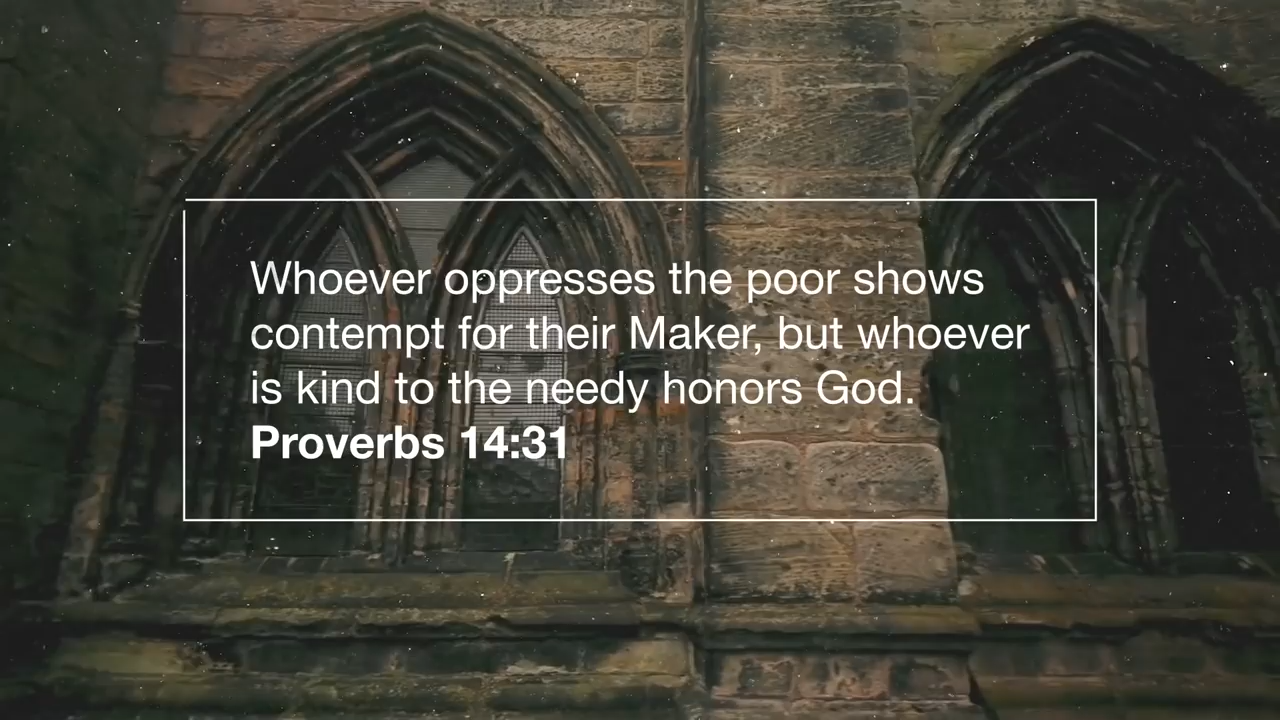 Whoever oppresses the poor shows
contempt for their Maker, but whoever
is kind to the needy honors God.
Proverbs 14:31